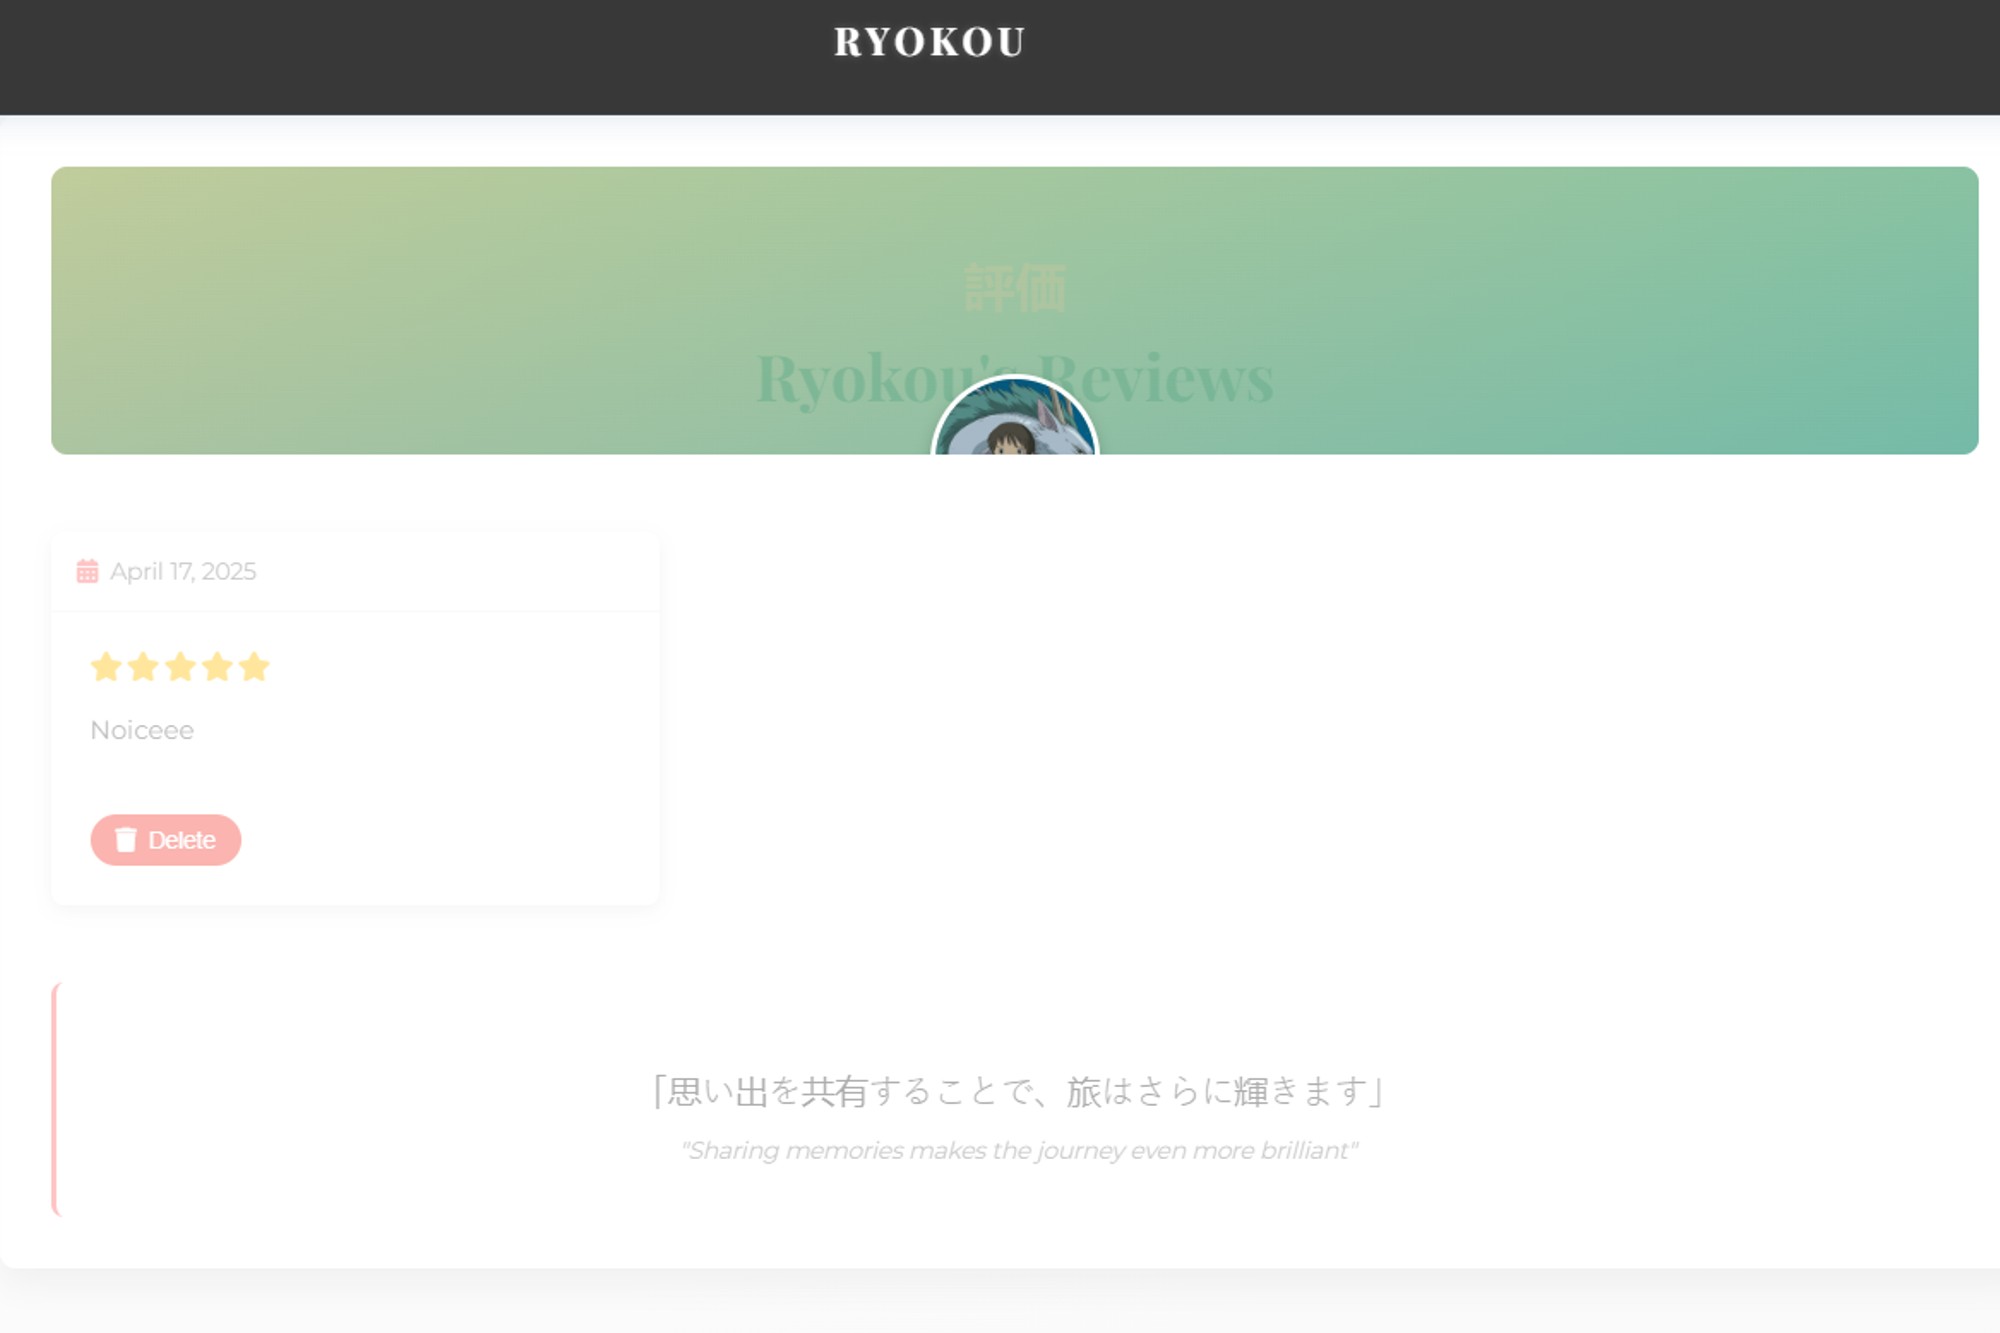 RYOKOU
評価
Ryokou's Reviews
April 17, 2025
Noiceee
Delete
「思い出を共有することで、旅はさらに輝きます」
"Sharing memories makes the journey even more brilliant"